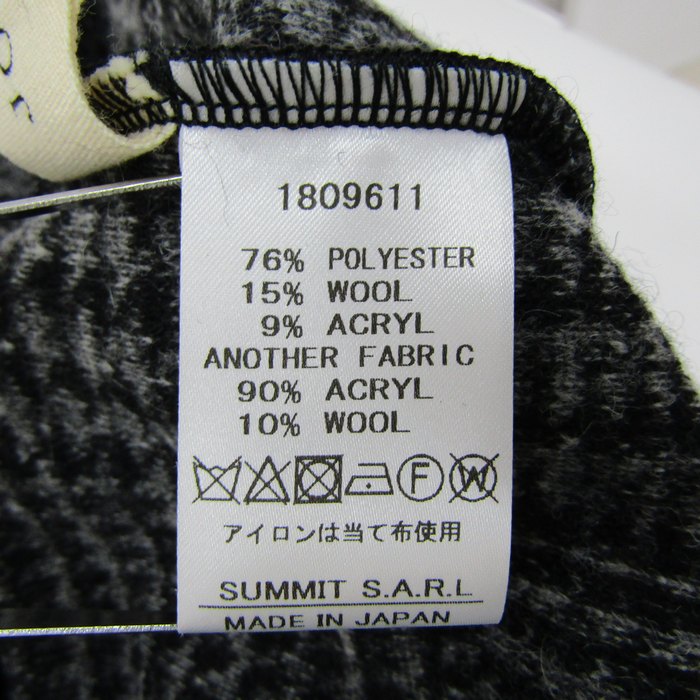 or
1809611
76% POLYESTER
15% WOOL
9% ACRYL
ANOTHER FABRIC
90% ACRYL
10% WOOL
F W
アイロンは当て布使用
SUMMIT S.A.R.L
MADE IN JAPAN